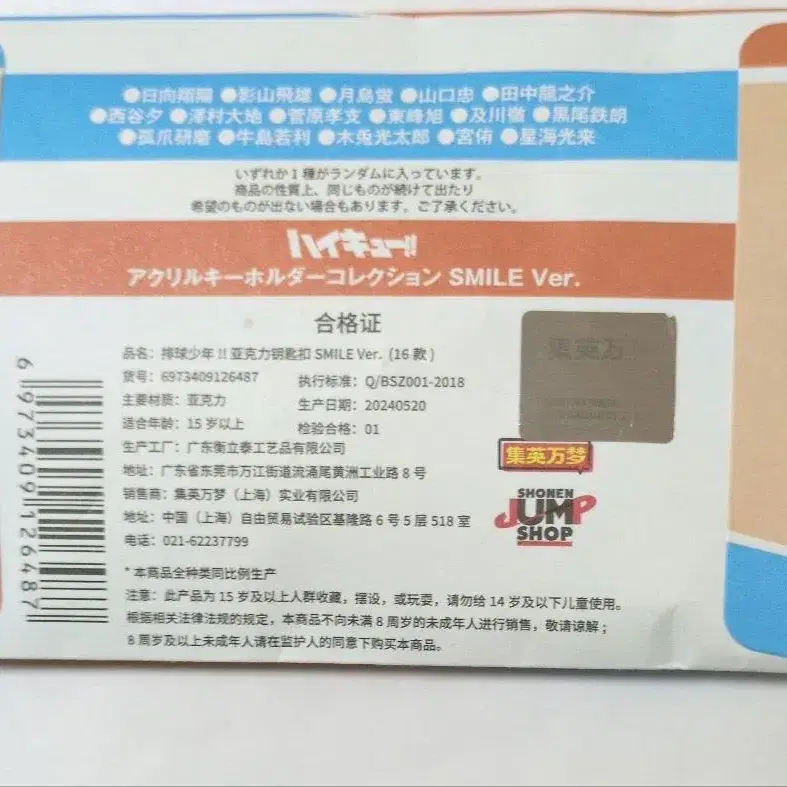 ●日向翔陽 ●影山飛雄 ●月島蛍 ●山口忠 ●田中龍之介
●西谷夕 ●澤村大地 ●菅原孝支 ●東峰旭 ●及川徹 ●黒尾鉄朗
●孤爪研磨 ●牛島若利 ●木兎光太郎 ●宮侑 ●星海光来
いずれか1種がランダムに入っています。
商品の性質上、同じものが続けて出たり
希望のものが出ない場合もあります。ご了承ください。
ハイキュー!!
アクリルキーホルダーコレクション SMILE Ver.
合格证
品名：排球少年 !! 亚克力钥匙扣 SMILE Ver. (16 款 )
货号：6973409126487
执行标准：Q/BSZ001-2018
主要材质：亚克力
生产日期：20240520
适合年龄：15 岁以上
检验合格：01
生产工厂：广东衡立泰工艺品有限公司
地址：广东省东莞市万江街道流涌尾黄洲工业路 8 号
销售商：集英万梦（上海）实业有限公司
地址：中国（上海）自由贸易试验区基隆路 6 号 5 层 518 室
电话：021-62237799
* 本商品全种类同比例生产
注意：此产品为 15 岁及以上人群收藏，摆设，或玩耍，请勿给 14 岁及以下儿童使用。
根据相关法律法规的规定，本商品不向未满 8 周岁的未成年人进行销售，敬请谅解；
8 周岁及以上未成年人请在监护人的同意下购买本商品。
6973409126487
集英万
集英万梦
SHONEN
JUMP
SHOP